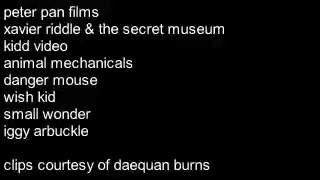 peter pan films
xavier riddle & the secret museum
kidd video
animal mechanicals
danger mouse
wish kid
small wonder
iggy arbuckle
clips courtesy of daequan burns